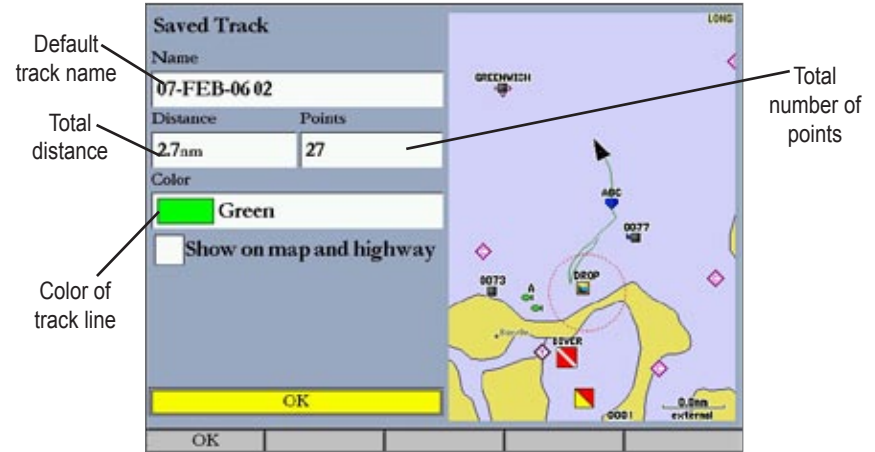 Default
track name
Total
distance
Color of
track line
Total
number of
points
Saved Track
Name
07-FEB-06 02
Distance Points
2.7nm 27
Color
Green
Show on map and highway
OK
OK
LONG
GREENWICH
ABC
0077
0073
A
DROP
DIVER
0001
0.8nm
external